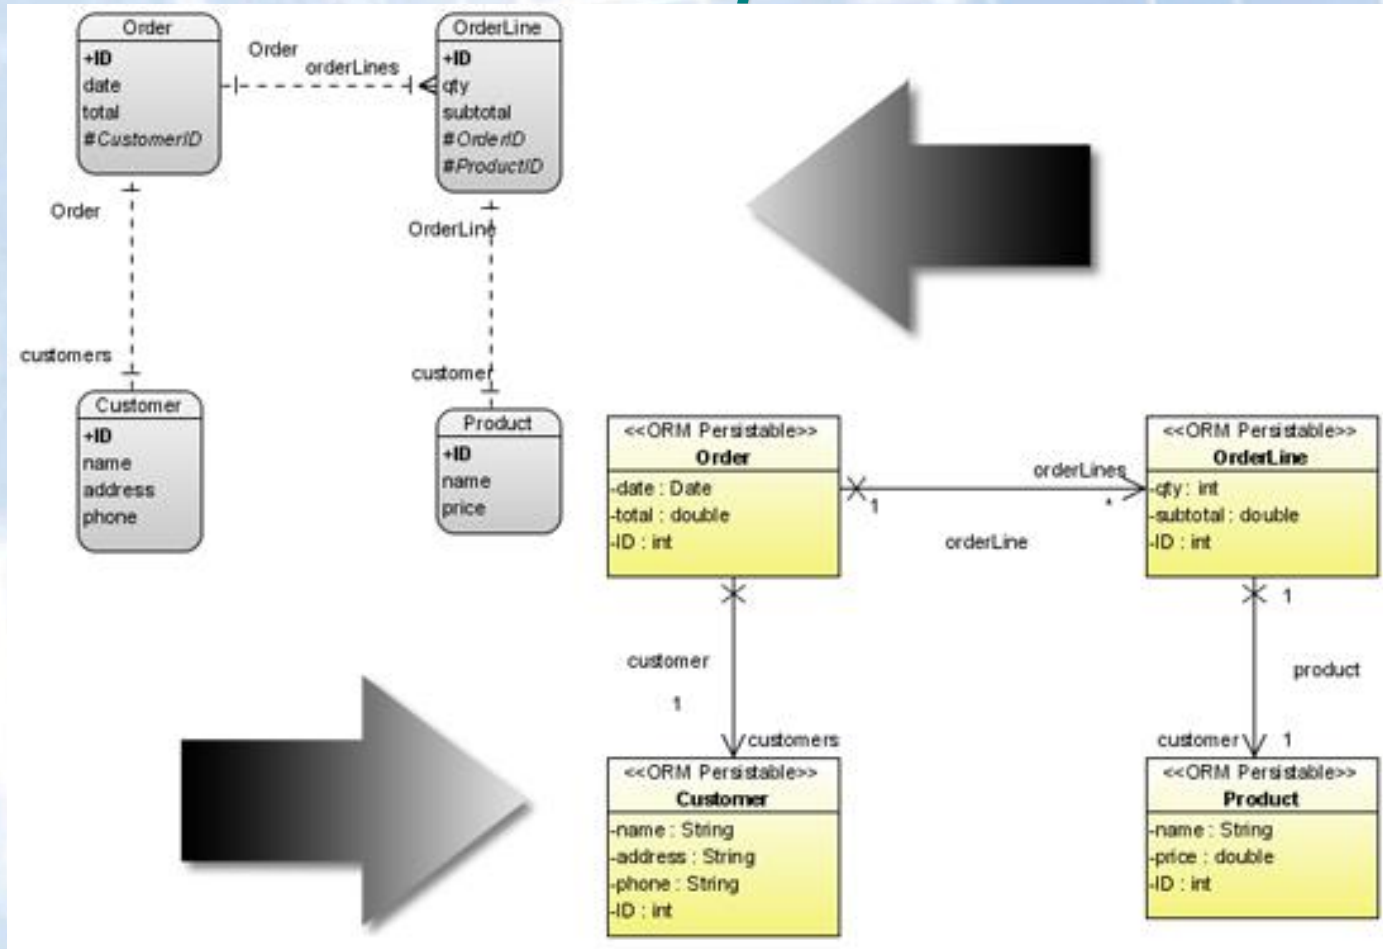 Order
+ID
date
total
#CustomerID
Order
orderLines
OrderLine
+ID
qty
subtotal
#OrderID
#ProductID
Order
customers
OrderLine
customer
Customer
+ID
name
address
phone
Product
+ID
name
price
<<ORM Persistable>>
Order
-date : Date
-total : double
-ID : int
1
orderLines
*
orderLine
<<ORM Persistable>>
OrderLine
-qty : int
-subtotal : double
-ID : int
customer
1
customers
1
product
customer
1
<<ORM Persistable>>
Customer
-name : String
-address : String
-phone : String
-ID : int
<<ORM Persistable>>
Product
-name : String
-price : double
-ID : int